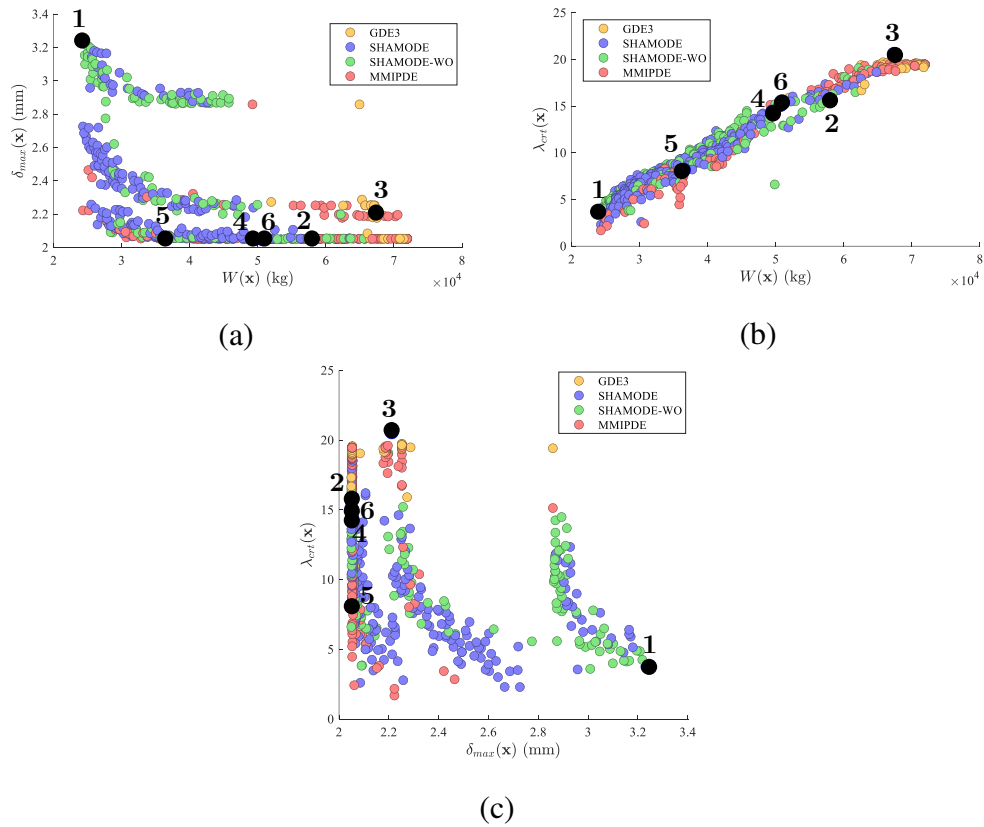 3.4
3.2
3
2.8
2.6
2.4
2.2
2
δ_max(x) (mm)
1
5
4
6
2
3
GDE3
SHAMODE
SHAMODE-WO
MMIPDE
2
3
4
5
6
7
8
W(x) (kg)
×10^4
(a)
25
20
15
10
5
0
λ_crt(x)
GDE3
SHAMODE
SHAMODE-WO
MMIPDE
1
5
4
6
2
3
2
3
4
5
6
7
8
W(x) (kg)
×10^4
(b)
25
20
15
10
5
0
λ_crt(x)
GDE3
SHAMODE
SHAMODE-WO
MMIPDE
3
2
6
4
5
1
2
2.2
2.4
2.6
2.8
3
3.2
3.4
δ_max(x) (mm)
(c)